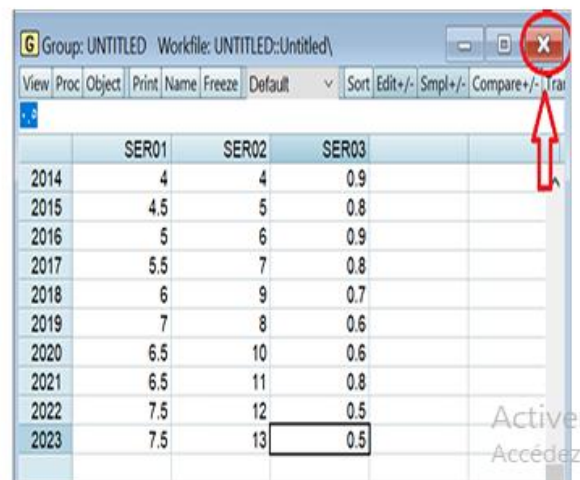 G Group: UNTITLED Workfile: UNTITLED::Untitled\
View Proc Object Print Name Freeze Default Sort Edit+/- Smpl+/- Compare+/- Tra
SER01 SER02 SER03
2014 4 4 0.9
2015 4.5 5 0.8
2016 5 6 0.9
2017 5.5 7 0.8
2018 6 9 0.7
2019 7 8 0.6
2020 6.5 10 0.6
2021 6.5 11 0.8
2022 7.5 12 0.5
2023 7.5 13 0.5
Active
Accédez